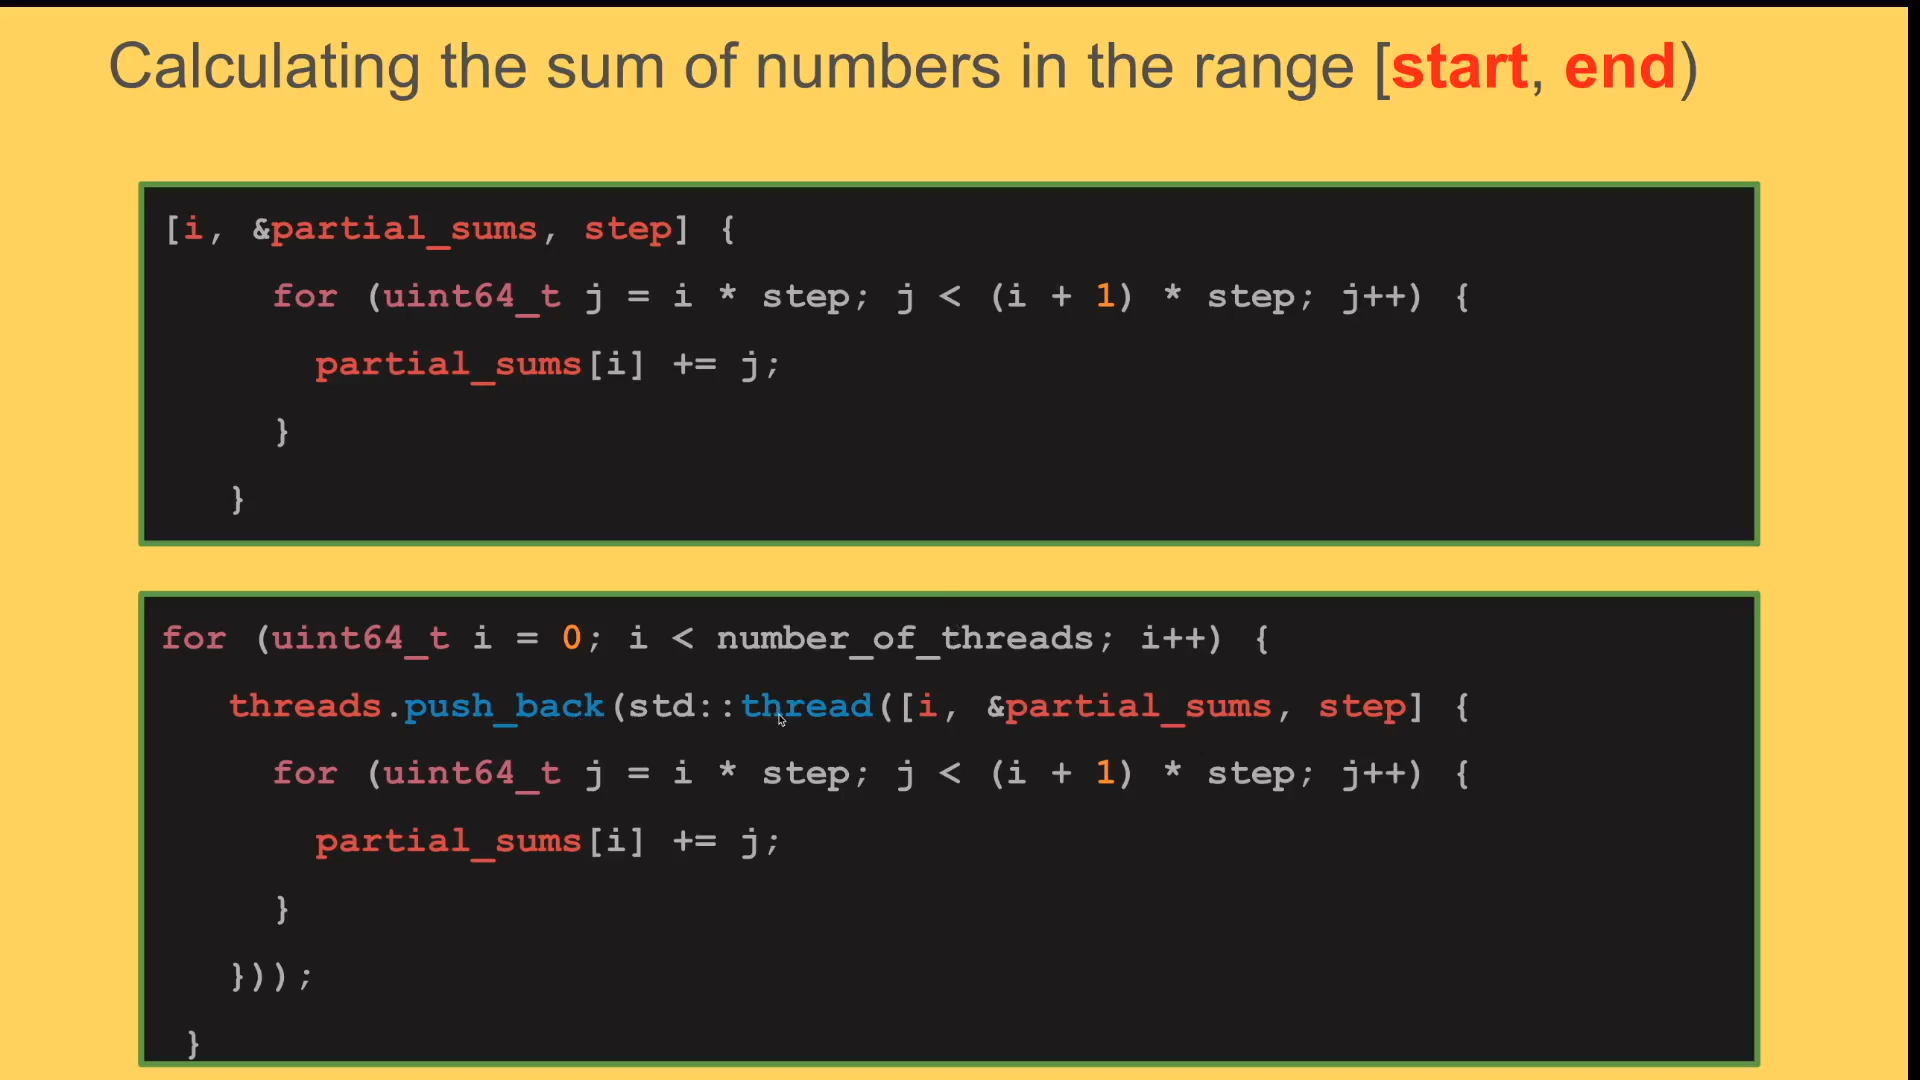 Calculating the sum of numbers in the range [start, end)
[i, &partial_sums, step] {
for (uint64_t j = i * step; j < (i + 1) * step; j++) {
partial_sums[i] += j;
}
}
for (uint64_t i = 0; i < number_of_threads; i++) {
threads.push_back(std::thread([i, &partial_sums, step] {
for (uint64_t j = i * step; j < (i + 1) * step; j++) {
partial_sums[i] += j;
}
}));
}